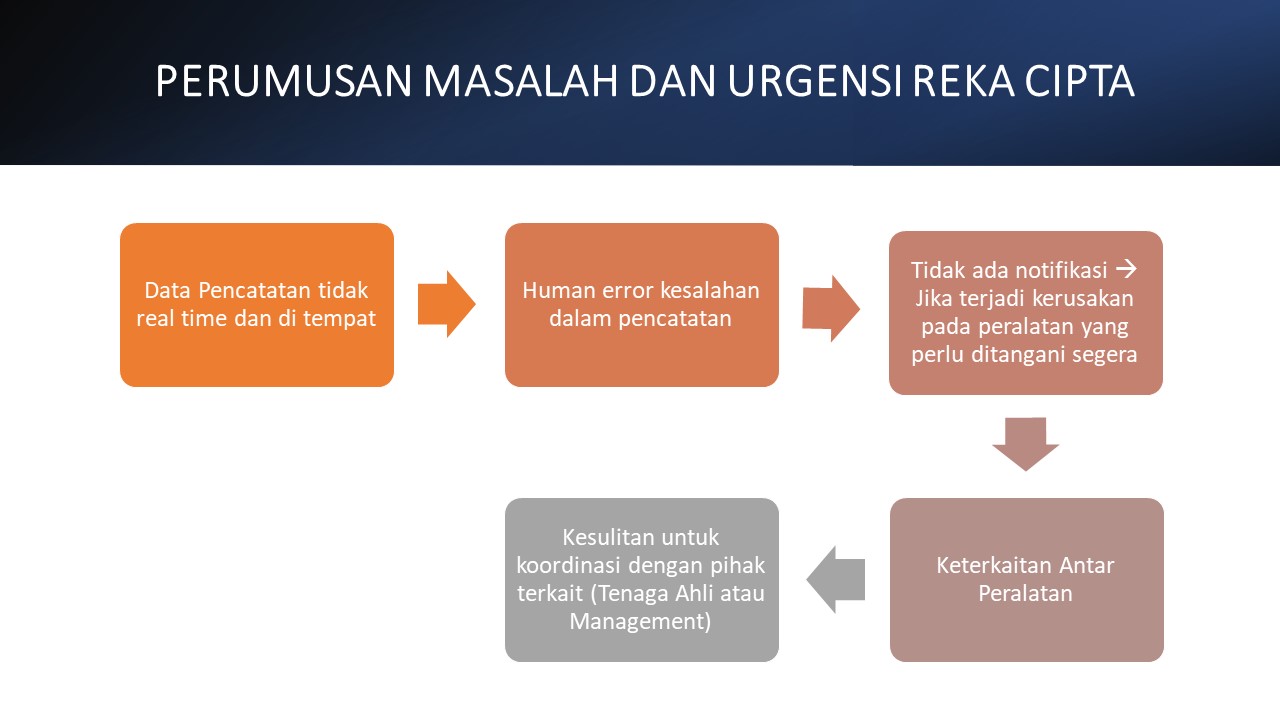 PERUMUSAN MASALAH DAN URGENSI REKA CIPTA
Data Pencatatan tidak
real time dan di tempat
Human error kesalahan
dalam pencatatan
Tidak ada notifikasi →
Jika terjadi kerusakan
pada peralatan yang
perlu ditangani segera
Keterkaitan Antar
Peralatan
Kesulitan untuk
koordinasi dengan pihak
terkait (Tenaga Ahli atau
Management)